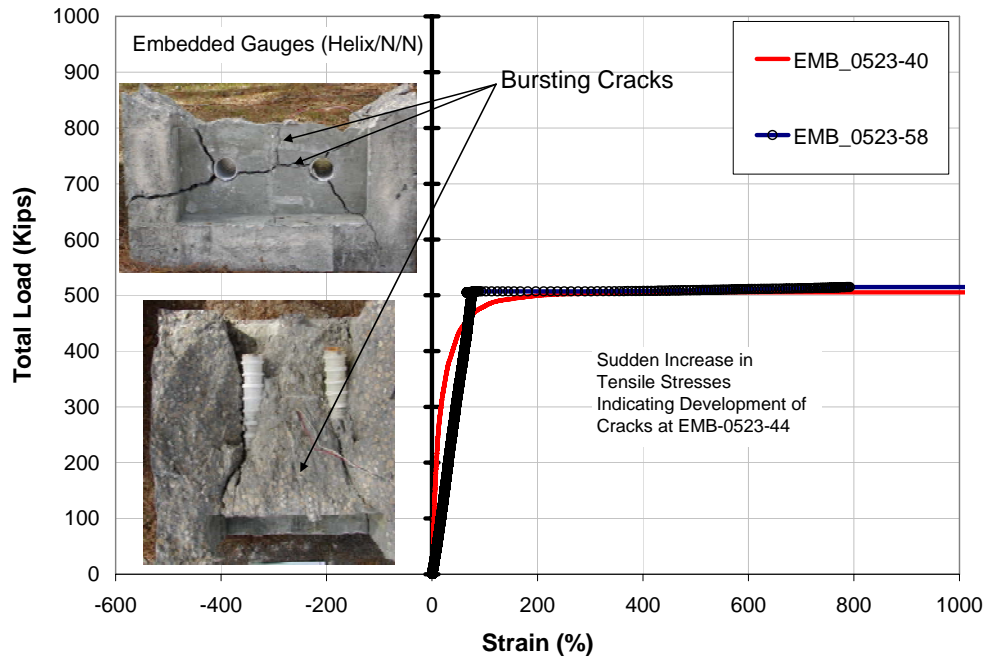 Embedded Gauges (Helix/N/N)
Bursting Cracks
EMB_0523-40
EMB_0523-58
Sudden Increase in
Tensile Stresses
Indicating Development of
Cracks at EMB-0523-44
Total Load (Kips)
1000
900
800
700
600
500
400
300
200
100
0
-600 -400 -200 0 200 400 600 800 1000
Strain (%)